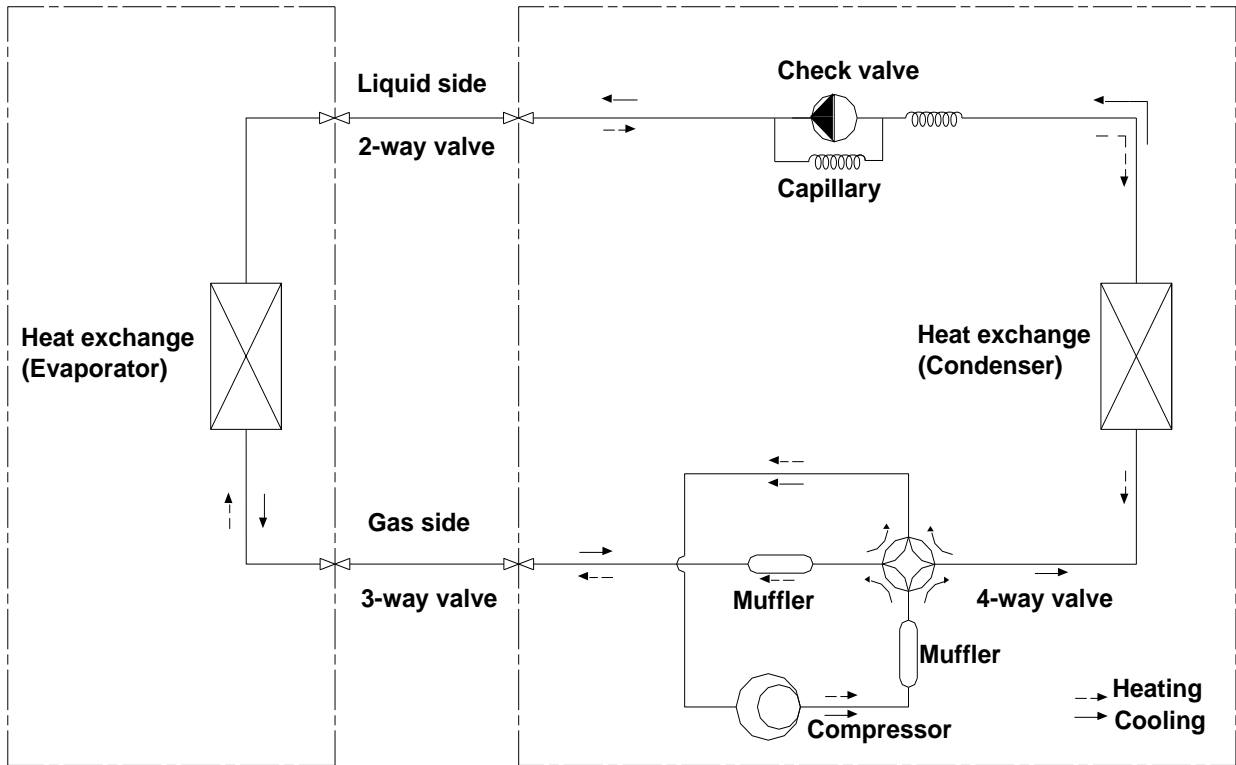 Liquid side
2-way valve
Check valve
Capillary
Heat exchange
(Evaporator)
Heat exchange
(Condenser)
Gas side
3-way valve
Muffler
4-way valve
Muffler
Compressor
Heating
Cooling